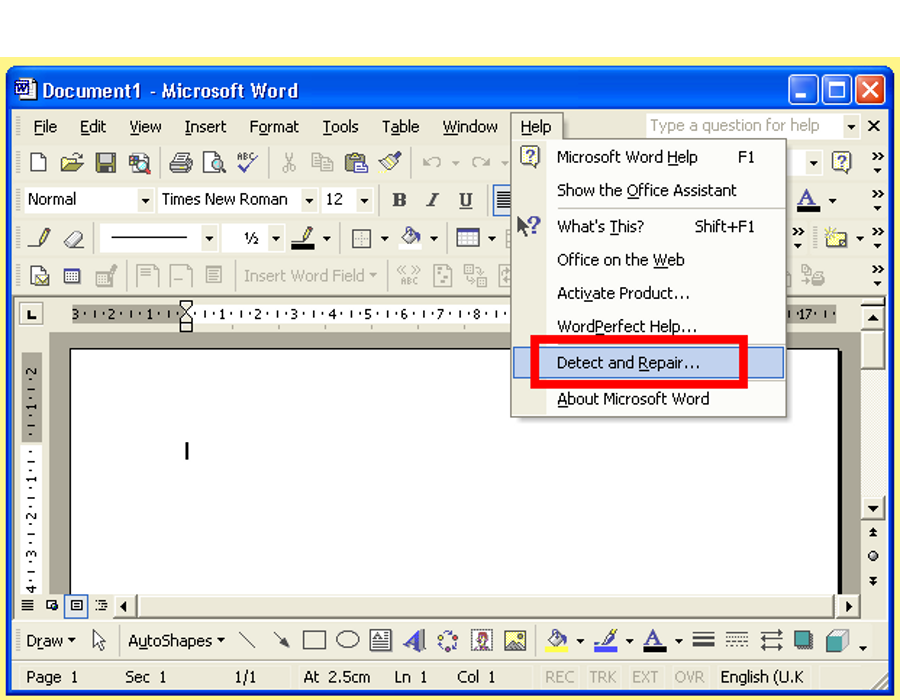 Document1 - Microsoft Word
File Edit View Insert Format Tools Table Window Help Type a question for help
Microsoft Word Help F1
Show the Office Assistant
What's This? Shift+F1
Office on the Web
Activate Product...
WordPerfect Help...
Detect and Repair...
About Microsoft Word
ABC
Normal Times New Roman 12 B I U A
½
Insert Word Field ABC
L 3 2 1 1 2 3 4 5 6 7 8 17
2
1
1
2
3
4
Draw AutoShapes A A
Page 1 Sec 1 1/1 At 2.5cm Ln 1 Col 1 REC TRK EXT OVR English (U.K